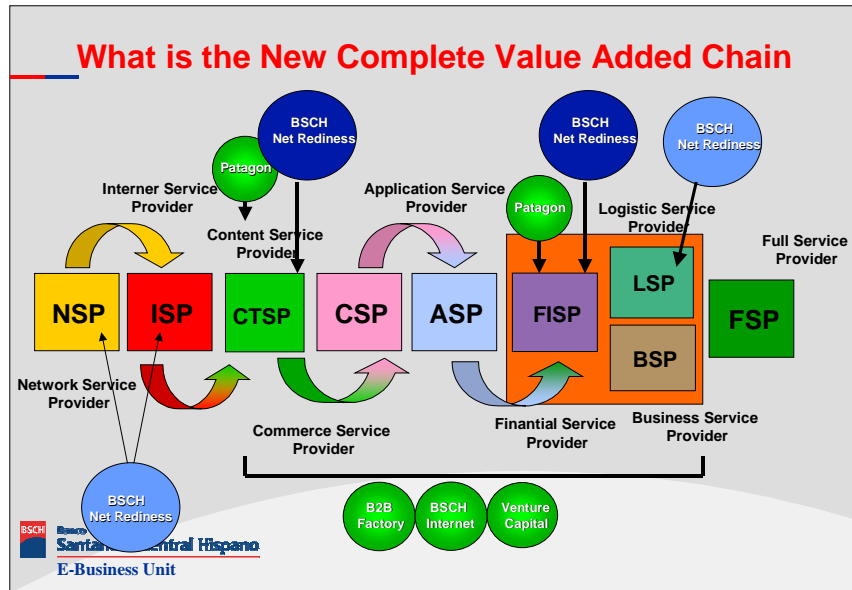 What is the New Complete Value Added Chain
BSCH
Net Rediness
BSCH
Net Rediness
BSCH
Net Rediness
Patagon
Interner Service
Provider
Application Service
Provider
Patagon
Logistic Service
Provider
Content Service
Provider
Full Service
Provider
NSP
ISP
CTSP
CSP
ASP
FISP
LSP
BSP
FSP
Network Service
Provider
Commerce Service
Provider
Finantial Service
Provider
Business Service
Provider
BSCH
Net Rediness
B2B
Factory
BSCH
Internet
Venture
Capital
BSCH
Central Hispano
E-Business Unit